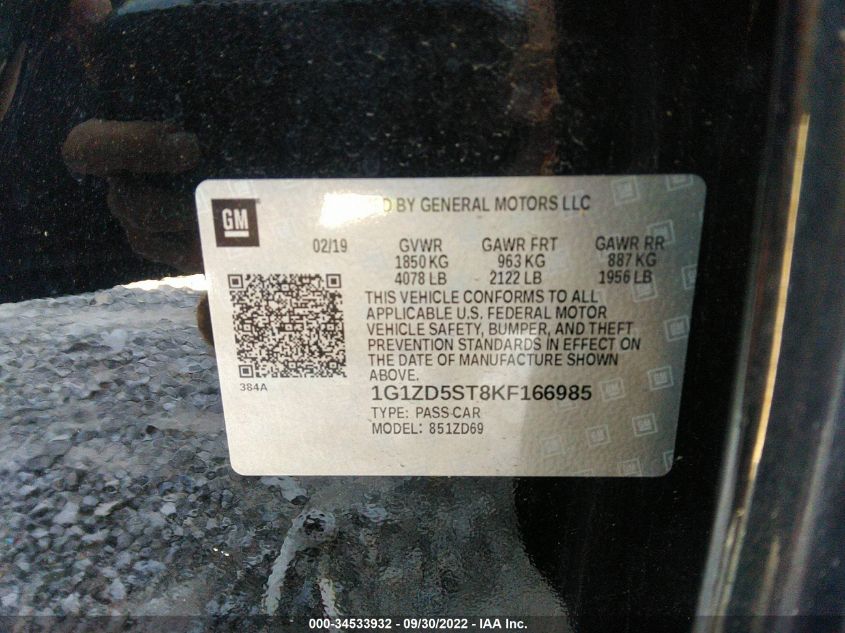 GM
BY GENERAL MOTORS LLC
02/19 GVWR GAWR FRT GAWR RR
1850 KG 963 KG 887 KG
4078 LB 2122 LB 1956 LB
THIS VEHICLE CONFORMS TO ALL
APPLICABLE U.S. FEDERAL MOTOR
VEHICLE SAFETY, BUMPER, AND THEFT
PREVENTION STANDARDS IN EFFECT ON
THE DATE OF MANUFACTURE SHOWN
ABOVE.
384A
1G1ZD5ST8KF166985
TYPE: PASS CAR
MODEL: 851ZD69
000-34533932 - 09/30/2022 - IAA Inc.